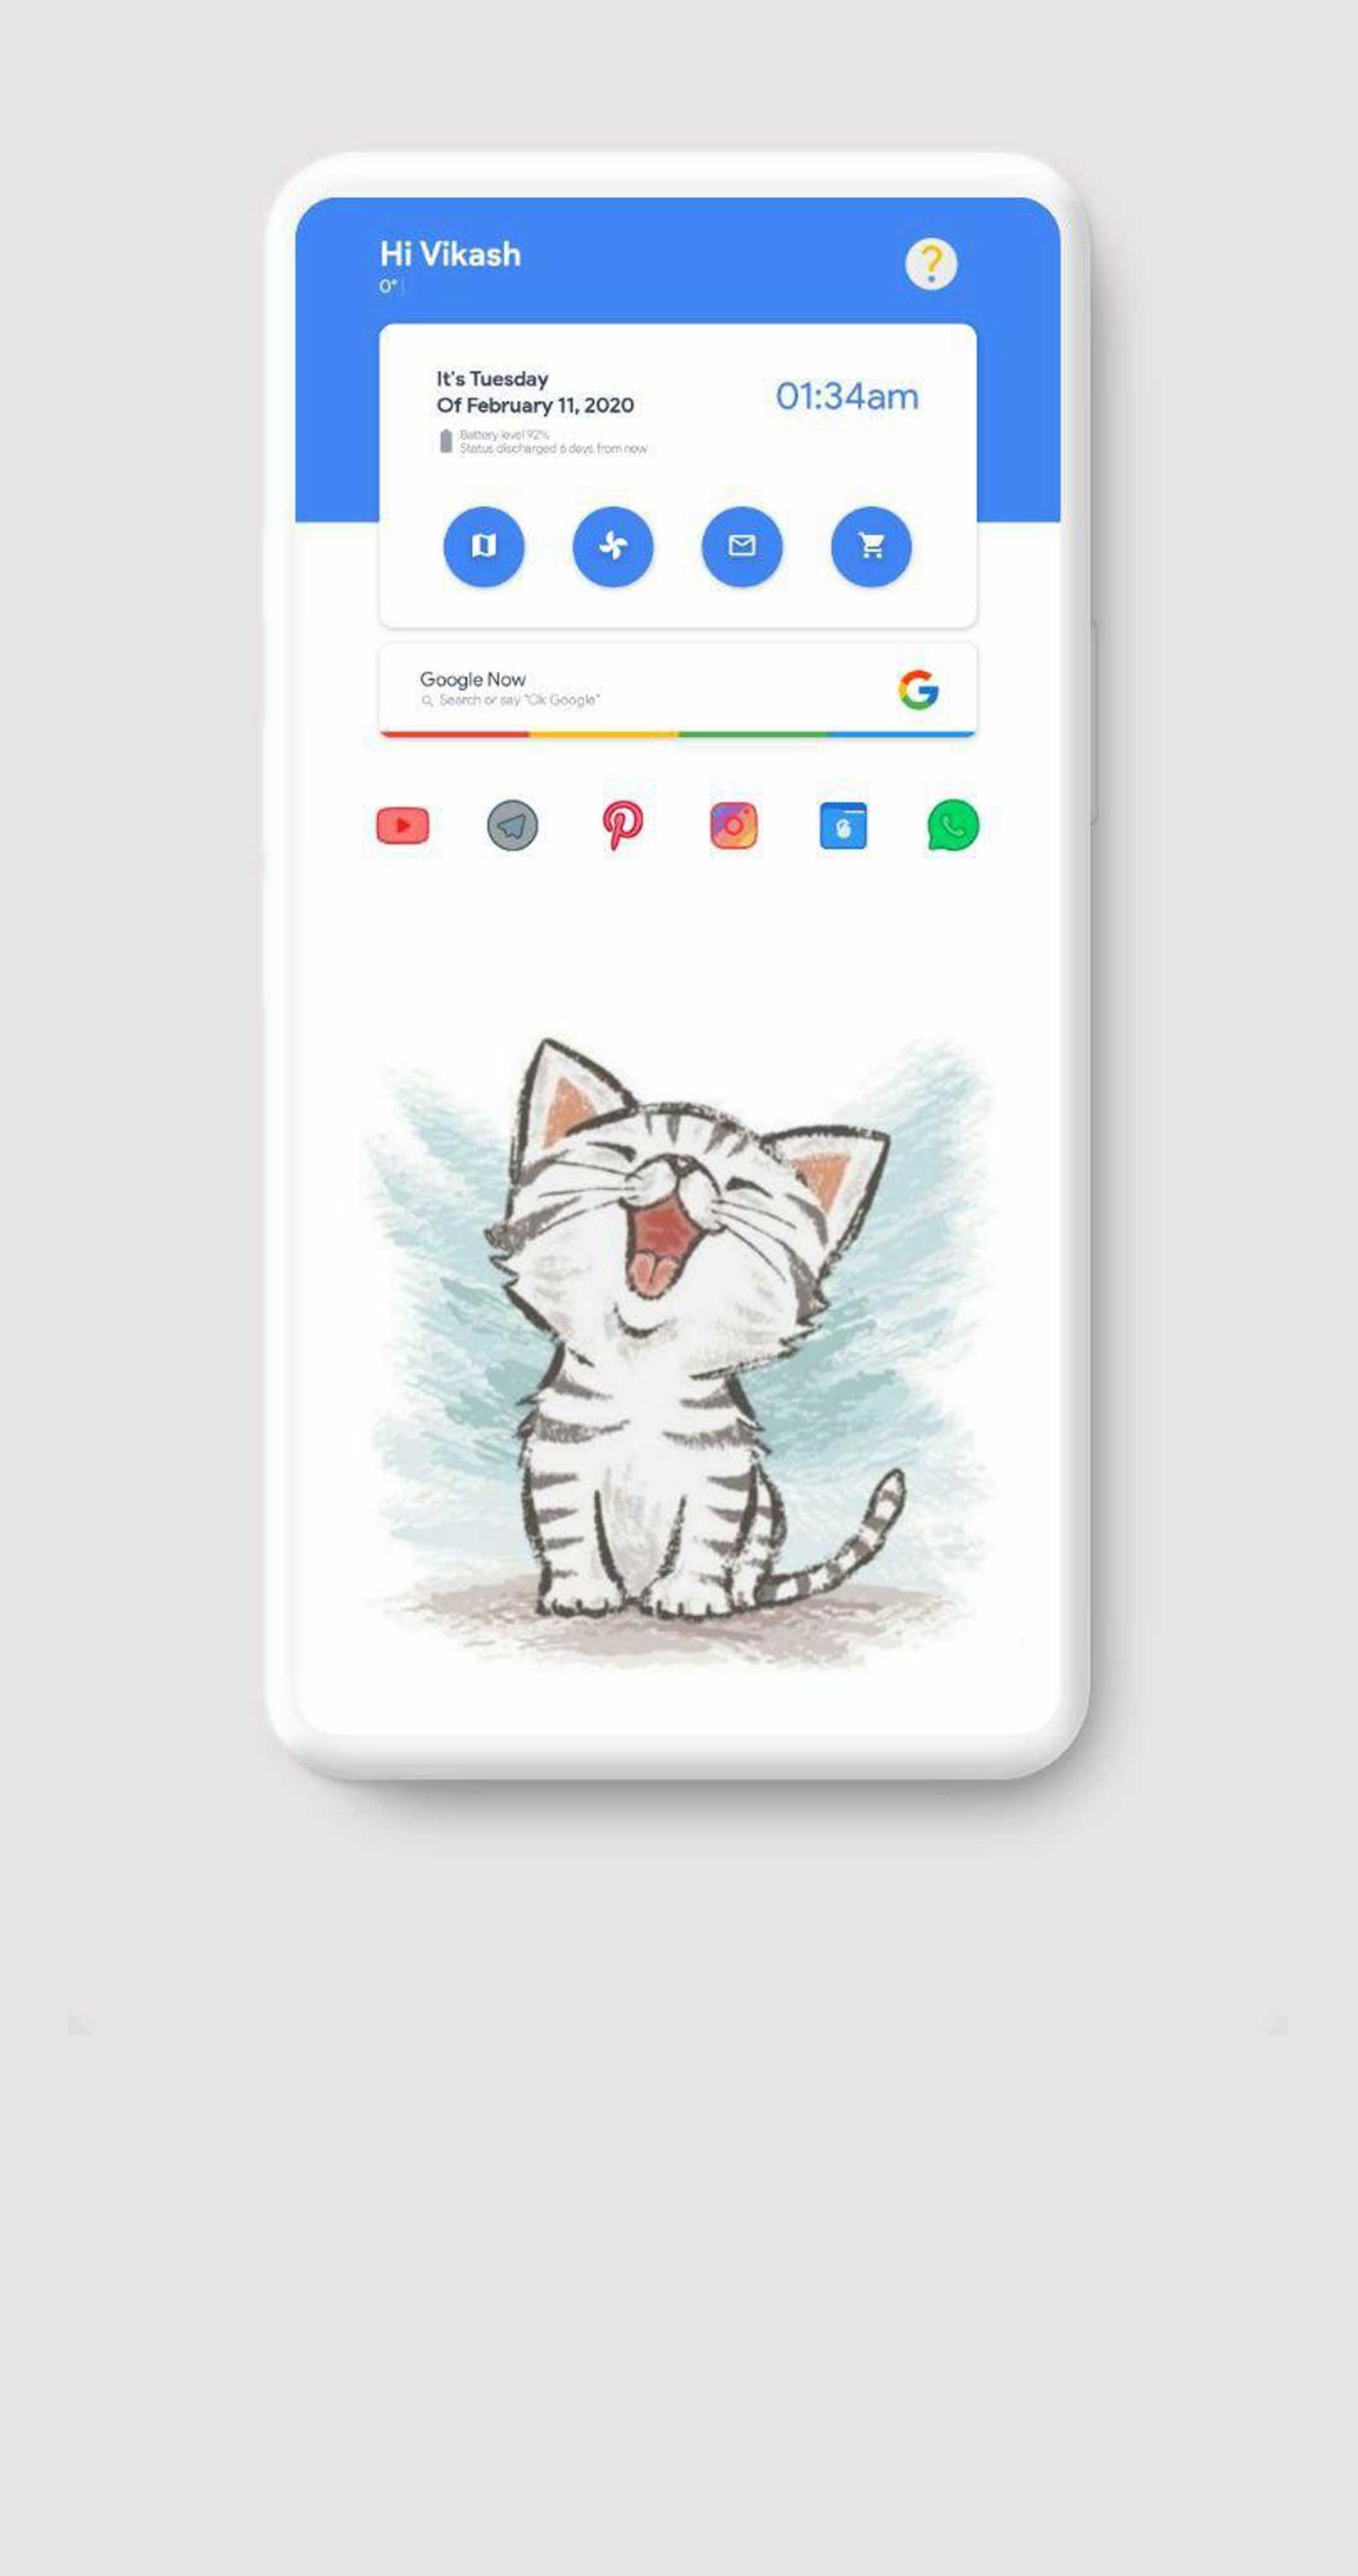 Hi Vikash
0°
It's Tuesday
Of February 11, 2020
01:34am
Battery level 92%
Status discharged 6 days from now
Google Now
Search or say "Ok Google"